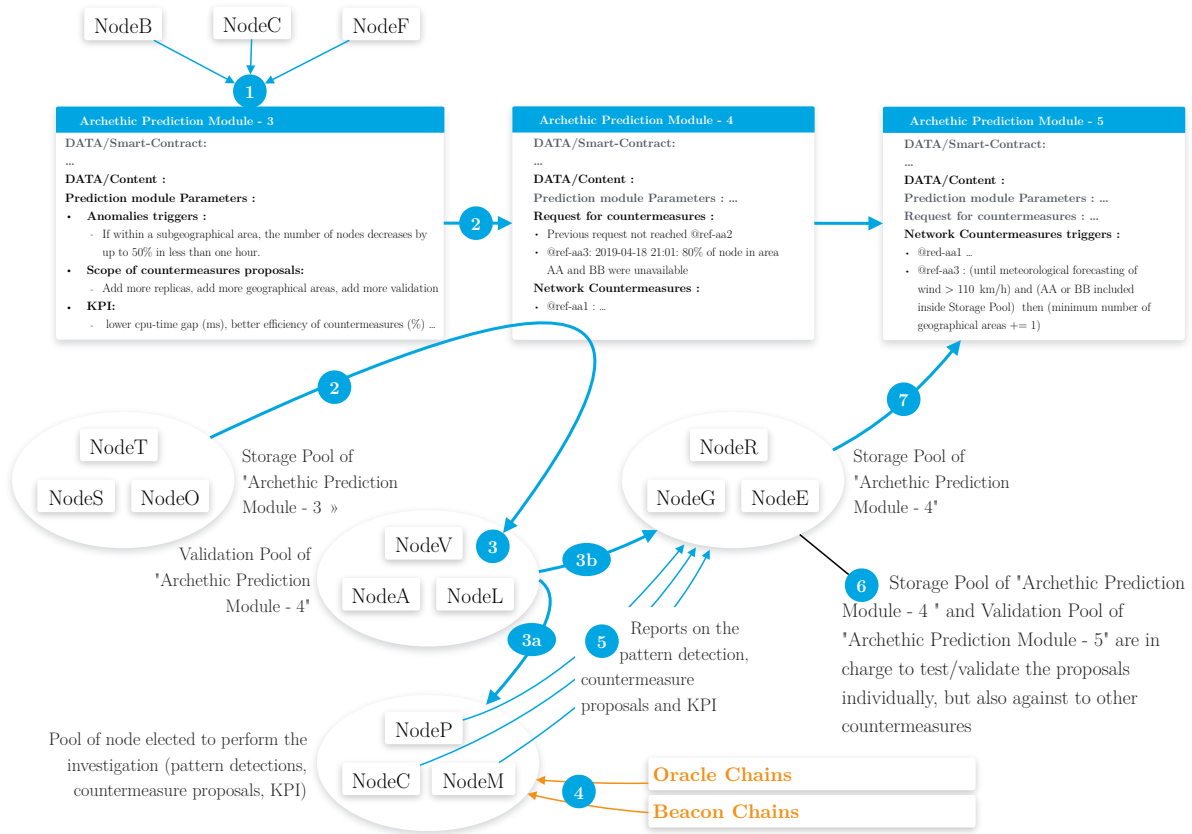 NodeB
NodeC
NodeF
1
Archethic Prediction Module - 3
DATA/Smart-Contract:
...
DATA/Content :
Prediction module Parameters :
• Anomalies triggers :
- If within a subgeographical area, the number of nodes decreases by
up to 50% in less than one hour.
• Scope of countermeasures proposals:
- Add more replicas, add more geographical areas, add more validation
• KPI:
- lower cpu-time gap (ms), better efficiency of countermeasures (%) ...
2
Archethic Prediction Module - 4
DATA/Smart-Contract:
...
DATA/Content :
Prediction module Parameters : ...
Request for countermeasures :
• Previous request not reached @ref-aa2
• @ref-aa3: 2019-04-18 21:01: 80% of node in area
AA and BB were unavailable
Network Countermeasures :
• @ref-aa1 : ...
Archethic Prediction Module - 5
DATA/Smart-Contract:
...
DATA/Content :
Prediction module Parameters : ...
Request for countermeasures : ...
Network Countermeasures triggers :
• @red-aa1 ...
• @ref-aa3 : (until meteorological forecasting of
wind > 110 km/h) and (AA or BB included
inside Storage Pool) then (minimum number of
geographical areas += 1)
2
7
NodeT
NodeS
NodeO
Storage Pool of
"Archethic Prediction
Module - 3 »
NodeR
NodeG
NodeE
Storage Pool of
"Archethic Prediction
Module - 4"
Validation Pool of
"Archethic Prediction
Module - 4"
NodeV
3
NodeA
NodeL
3b
3a
6
Storage Pool of "Archethic Prediction
Module - 4 " and Validation Pool of
"Archethic Prediction Module - 5" are in
charge to test/validate the proposals
individually, but also against to other
countermeasures
5
Reports on the
pattern detection,
countermeasure
proposals and KPI
Pool of node elected to perform the
investigation (pattern detections,
countermeasure proposals, KPI)
NodeP
NodeC
NodeM
4
Oracle Chains
Beacon Chains